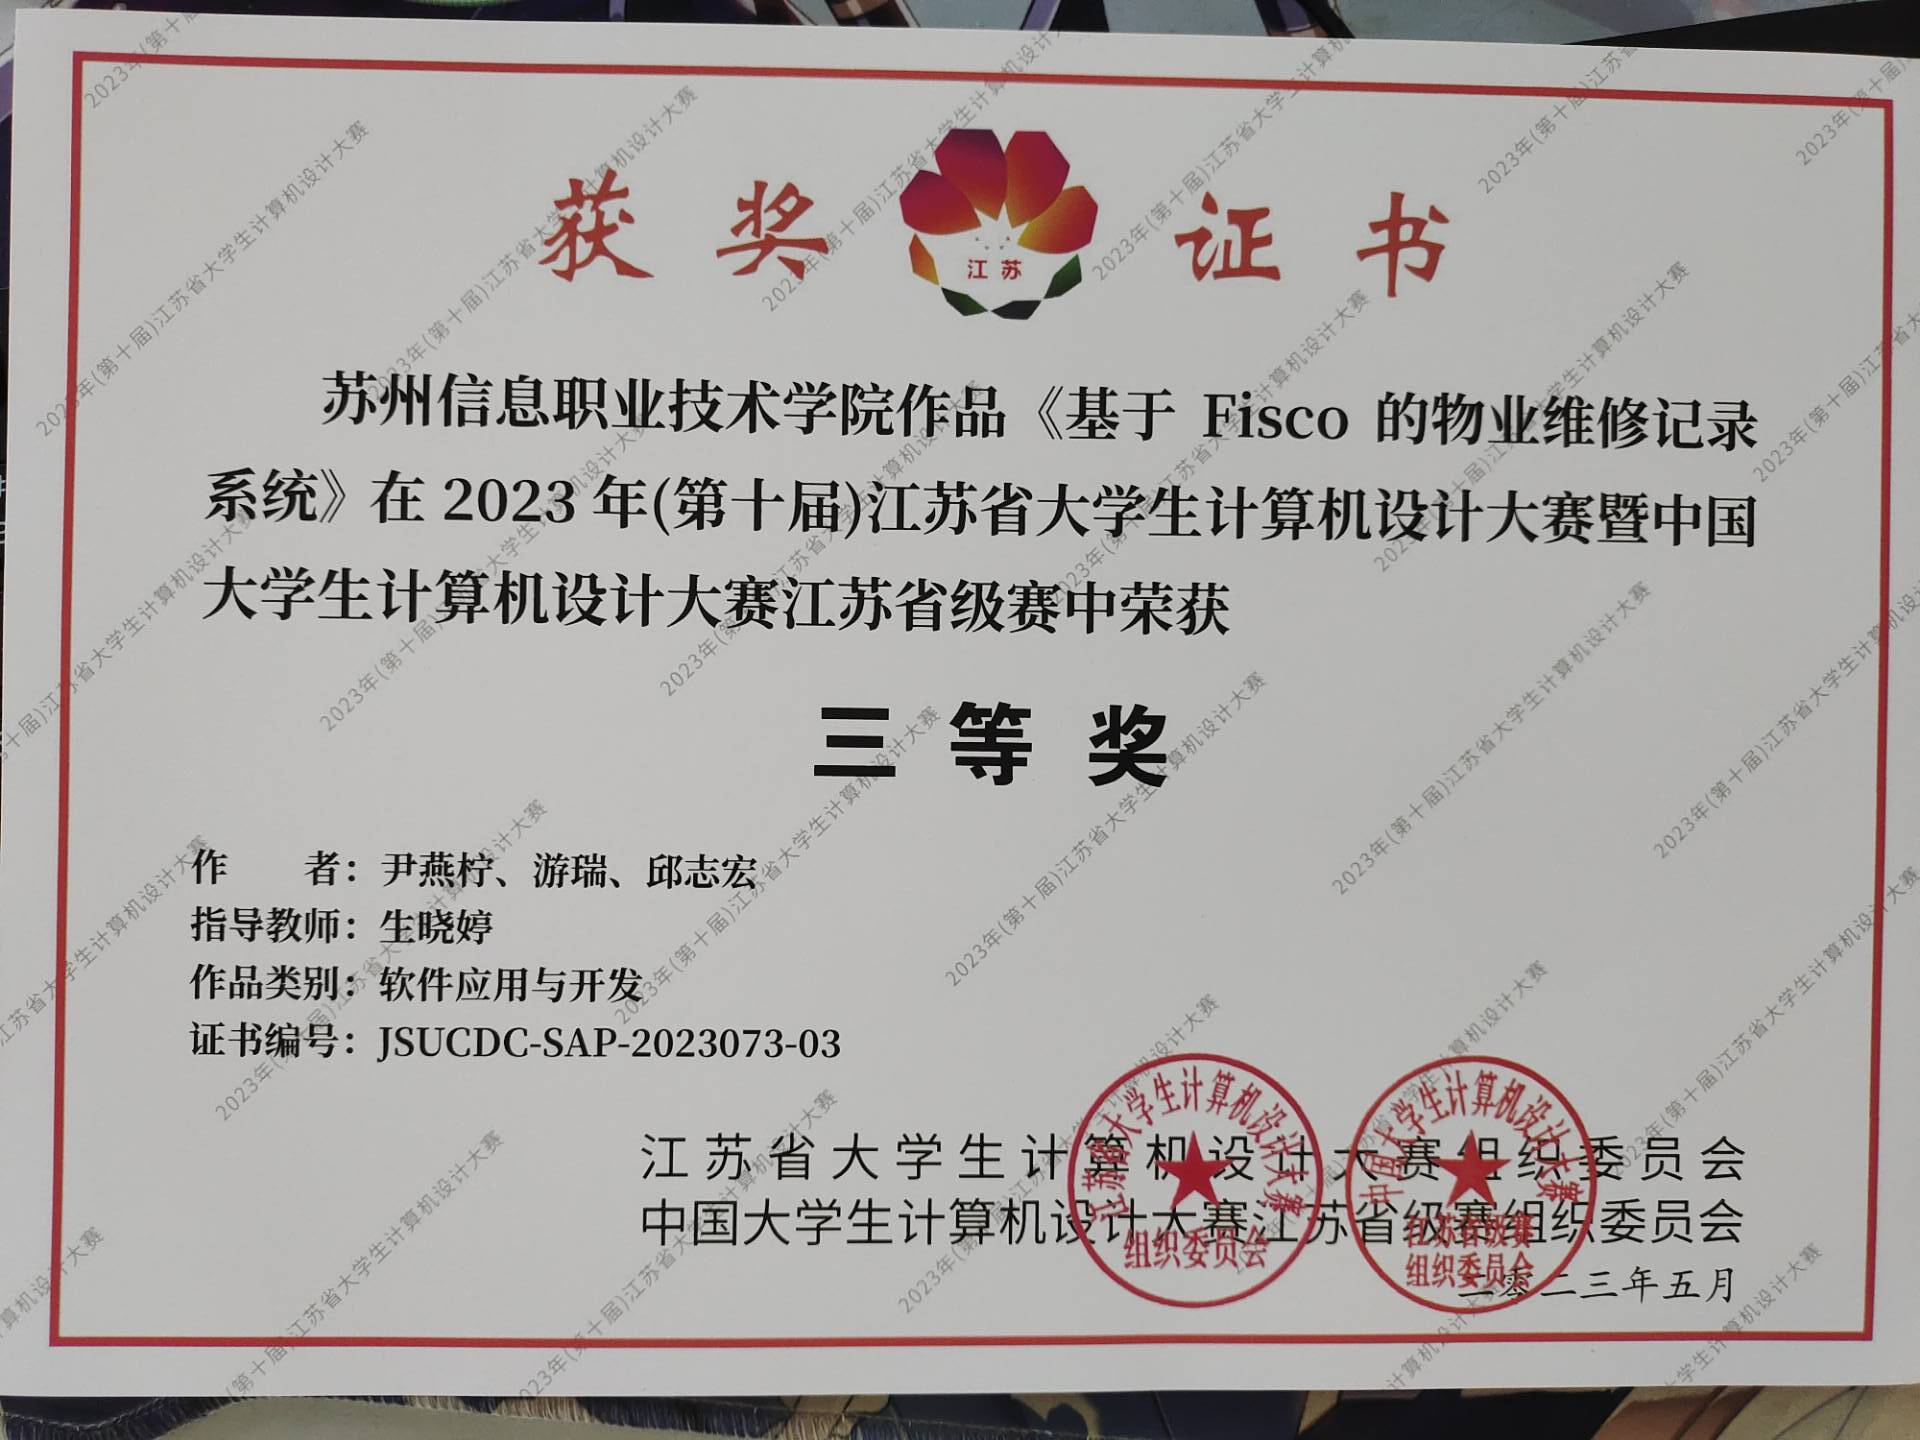 获奖证书
江苏
苏州信息职业技术学院作品《基于 Fisco 的物业维修记录
系统》在 2023 年(第十届)江苏省大学生计算机设计大赛暨中国
大学生计算机设计大赛江苏省级赛中荣获
三等奖
作　　者：尹燕柠、游瑞、邱志宏
指导教师：生晓婷
作品类别：软件应用与开发
证书编号：JSUCDC-SAP-2023073-03
江苏省大学生计算机设计大赛组织委员会
中国大学生计算机设计大赛江苏省级赛组织委员会
二零二三年五月
江苏省大学生计算机设计大赛
组织委员会
中国大学生计算机设计大赛
江苏省级赛
组织委员会
2023年(第十届)江苏省大学生计算机设计大赛